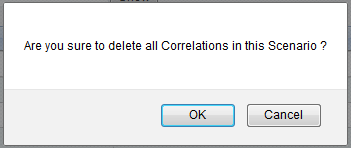 Are you sure to delete all Correlations in this Scenario ?
OK
Cancel